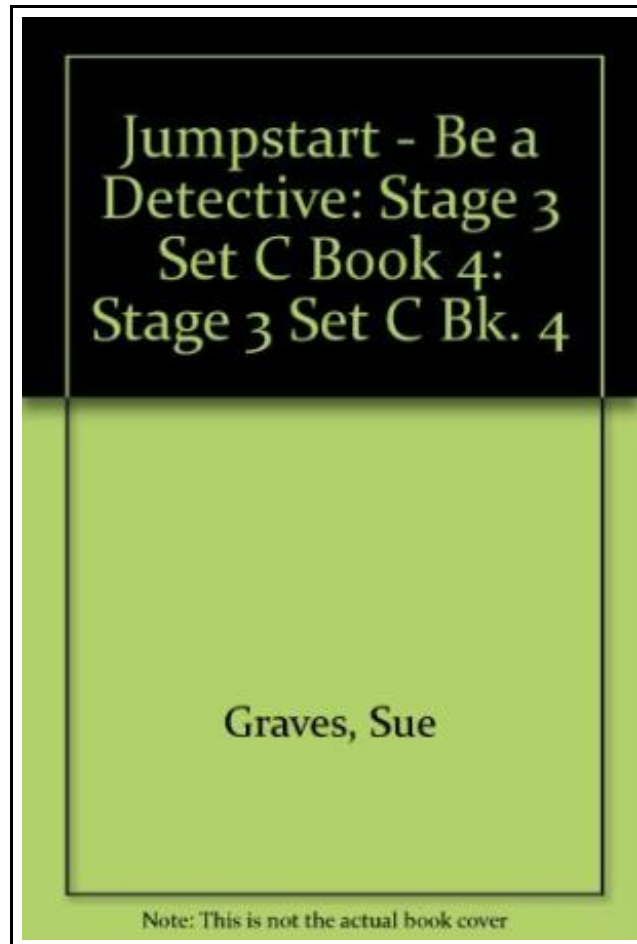 Jumpstart - Be a
Detective: Stage 3
Set C Book 4:
Stage 3 Set C Bk. 4
Graves, Sue
Note: This is not the actual book cover